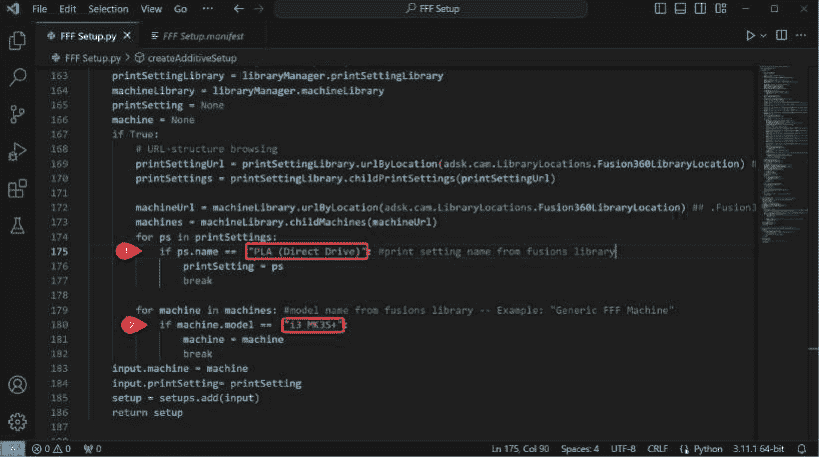 File Edit Selection View Go ··· FFF Setup
FFF Setup.py FFF Setup.manifest
FFF Setup.py > createAdditiveSetup
163 printSettingLibrary = libraryManager.printSettingLibrary
164 machineLibrary = libraryManager.machineLibrary
165 printSetting = None
166 machine = None
167 if True:
168 # URL-structure browsing
169 printSettingUrl = printSettingLibrary.urlByLocation(adsk.cam.LibraryLocations.Fusion360LibraryLocation) #
170 printSettings = printSettingLibrary.childPrintSettings(printSettingUrl)
171
172 machineUrl = machineLibrary.urlByLocation(adsk.cam.LibraryLocations.Fusion360LibraryLocation) ## .Fusion
173 machines = machineLibrary.childMachines(machineUrl)
174 for ps in printSettings:
1 175 if ps.name == "PLA (Direct Drive)": #print setting name from fusions library
176 printSetting = ps
177 break
178
179 for machine in machines: #model name from fusions library -- Example: "Generic FFF Machine"
2 180 if machine.model == "i3 MK3S+":
181 machine = machine
182 break
183 input.machine = machine
184 input.printSetting= printSetting
185 setup = setups.add(input)
186 return setup
187
0 0 0 Ln 175, Col 90 Spaces: 4 UTF-8 CRLF Python 3.11.1 64-bit